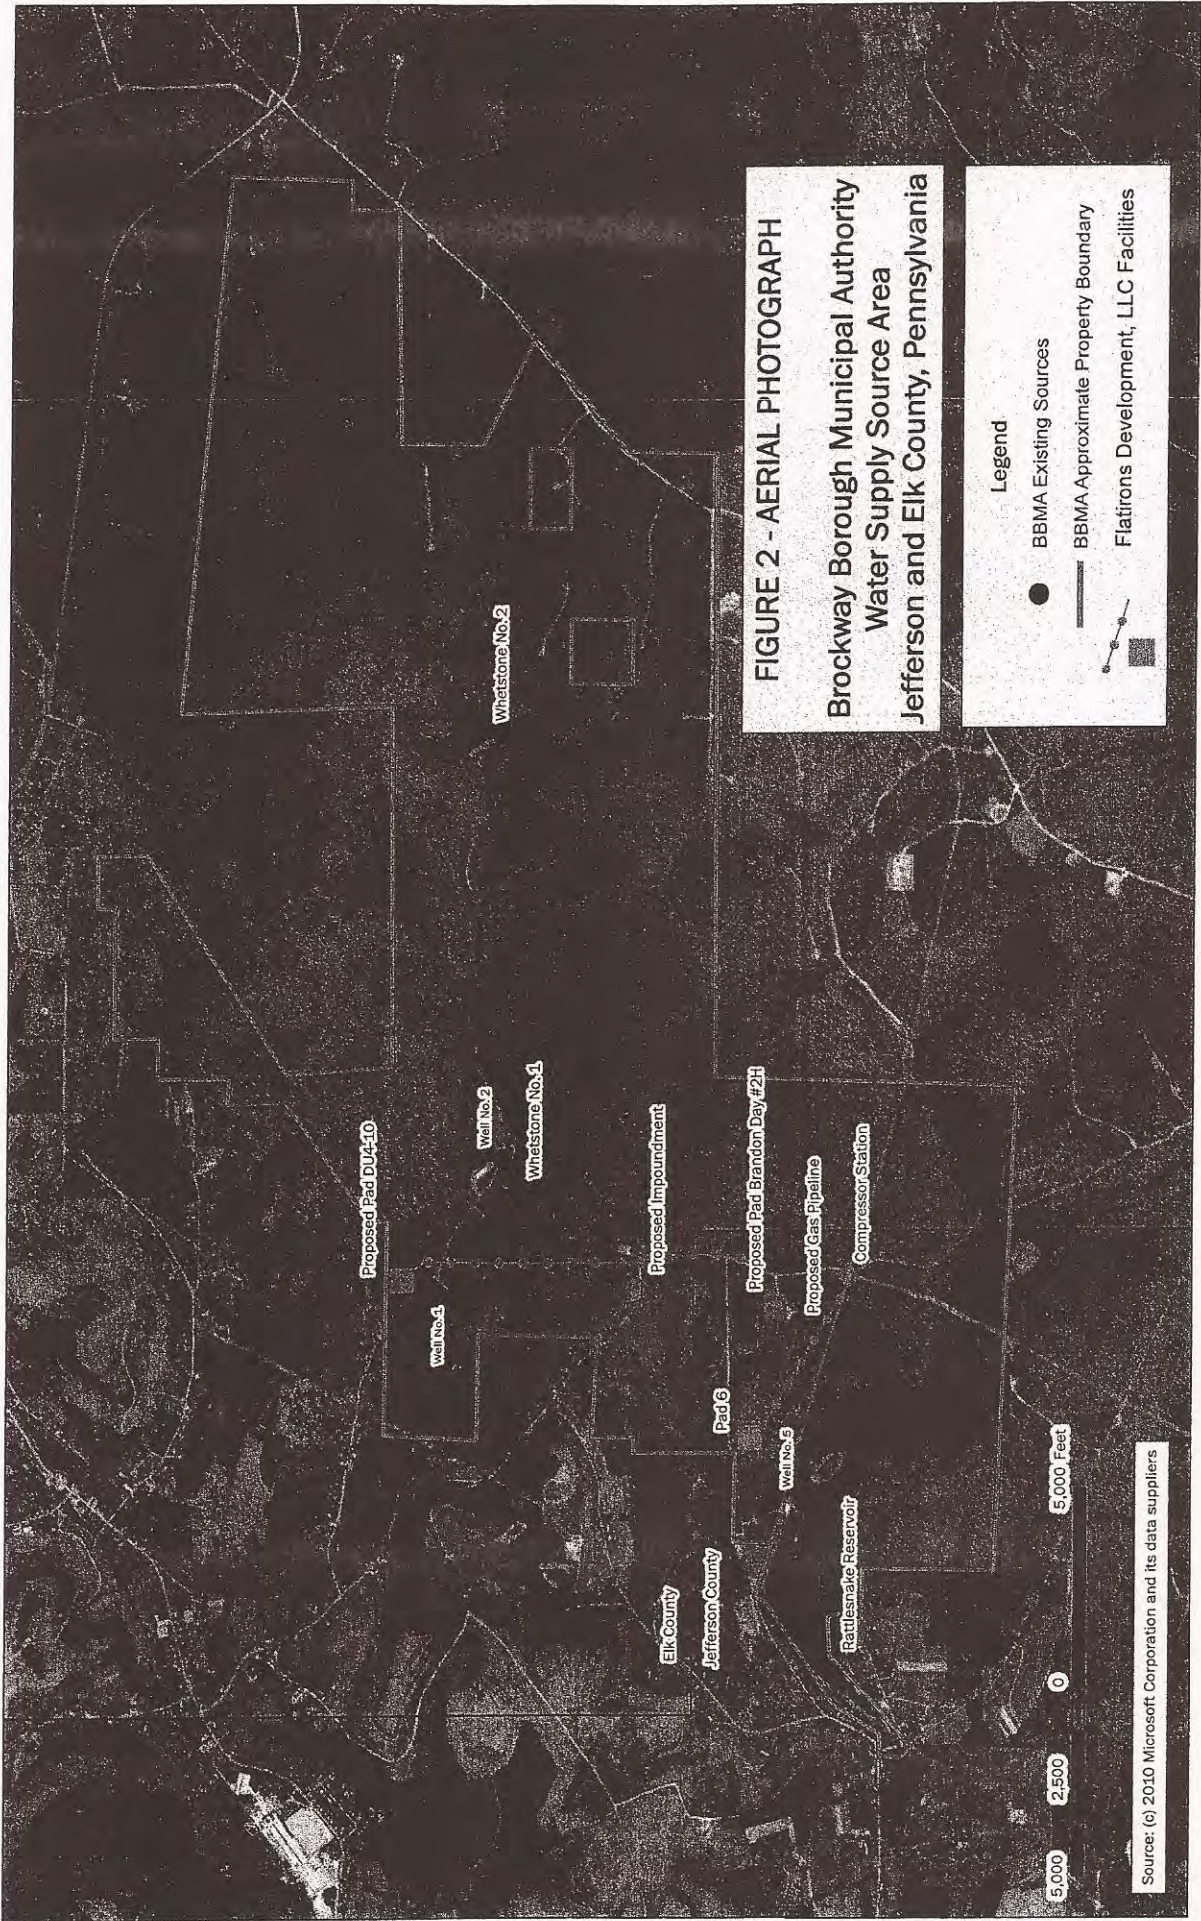 FIGURE 2 - AERIAL PHOTOGRAPH
Brockway Borough Municipal Authority
Water Supply Source Area
Jefferson and Elk County, Pennsylvania
Legend
BBMA Existing Sources
BBMA Approximate Property Boundary
Flatirons Development, LLC Facilities
Proposed Pad DU4-10
Well No.1
Well No.2
Whetstone No.1
Whetstone No.2
Proposed Impoundment
Pad 6
Proposed Pad Brandon Day #2H
Proposed Gas Pipeline
Compressor Station
Well No.5
Elk County
Jefferson County
Rattlesnake Reservoir
5,000
2,500
0
5,000 Feet
Source: (c) 2010 Microsoft Corporation and its data suppliers